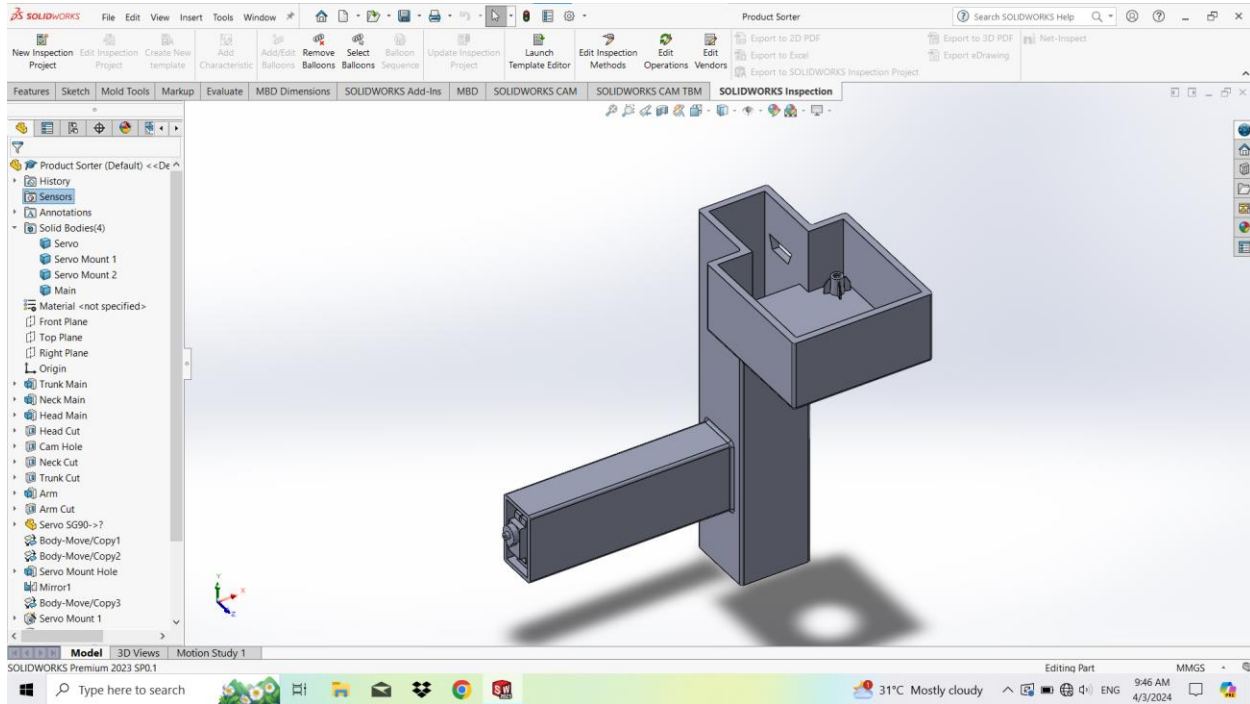 SOLIDWORKS File Edit View Insert Tools Window Product Sorter Search SOLIDWORKS Help
New Inspection Project
Edit Inspection Project
Create New template
Add Characteristic
Add/Edit Balloons
Remove Balloons
Select Balloons
Balloon Sequence
Update Inspection Project
Launch Template Editor
Edit Inspection Methods
Edit Operations
Edit Vendors
Export to 2D PDF
Export to Excel
Export to SOLIDWORKS Inspection Project
Export to 3D PDF
Export eDrawing
Net-Inspect
Features Sketch Mold Tools Markup Evaluate MBD Dimensions SOLIDWORKS Add-Ins MBD SOLIDWORKS CAM SOLIDWORKS CAM TBM SOLIDWORKS Inspection
Product Sorter (Default) <<De
History
Sensors
Annotations
Solid Bodies(4)
Servo
Servo Mount 1
Servo Mount 2
Main
Material <not specified>
Front Plane
Top Plane
Right Plane
Origin
Trunk Main
Neck Main
Head Main
Head Cut
Cam Hole
Neck Cut
Trunk Cut
Arm
Arm Cut
Servo SG90->?
Body-Move/Copy1
Body-Move/Copy2
Servo Mount Hole
Mirror1
Body-Move/Copy3
Servo Mount 1
Y
X
Z
Model 3D Views Motion Study 1
SOLIDWORKS Premium 2023 SP0.1 Editing Part MMGS
Type here to search 31°C Mostly cloudy ENG 9:46 AM
4/3/2024